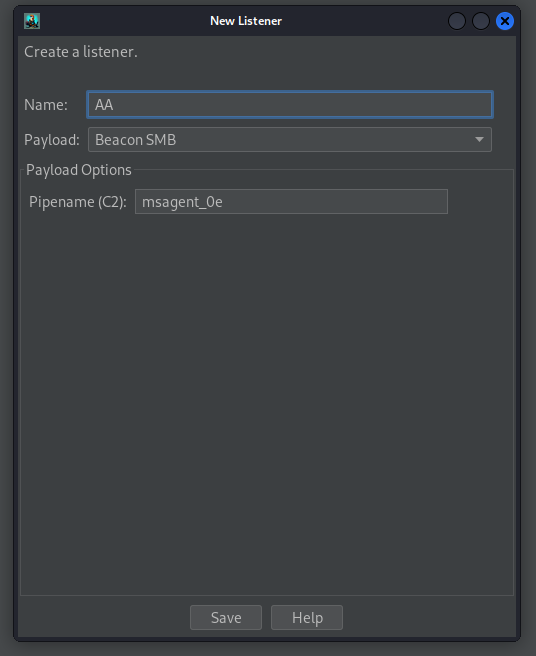 New Listener
Create a listener.
Name: AA
Payload: Beacon SMB
Payload Options
Pipename (C2): msagent_0e
Save Help